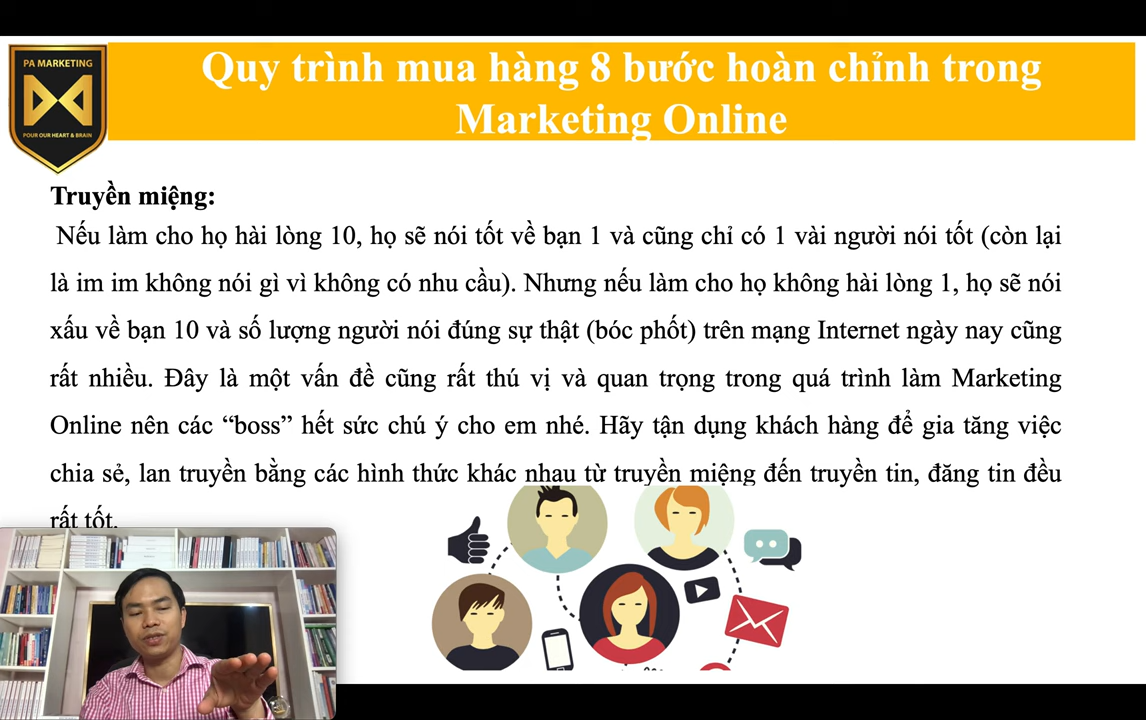 PA MARKETING
POUR OUR HEART & BRAIN
Quy trình mua hàng 8 bước hoàn chỉnh trong
Marketing Online
Truyền miệng:
Nếu làm cho họ hài lòng 10, họ sẽ nói tốt về bạn 1 và cũng chỉ có 1 vài người nói tốt (còn lại
là im im không nói gì vì không có nhu cầu). Nhưng nếu làm cho họ không hài lòng 1, họ sẽ nói
xấu về bạn 10 và số lượng người nói đúng sự thật (bóc phốt) trên mạng Internet ngày nay cũng
rất nhiều. Đây là một vấn đề cũng rất thú vị và quan trọng trong quá trình làm Marketing
Online nên các “boss” hết sức chú ý cho em nhé. Hãy tận dụng khách hàng để gia tăng việc
chia sẻ, lan truyền bằng các hình thức khác nhau từ truyền miệng đến truyền tin, đăng tin đều
rất tốt.